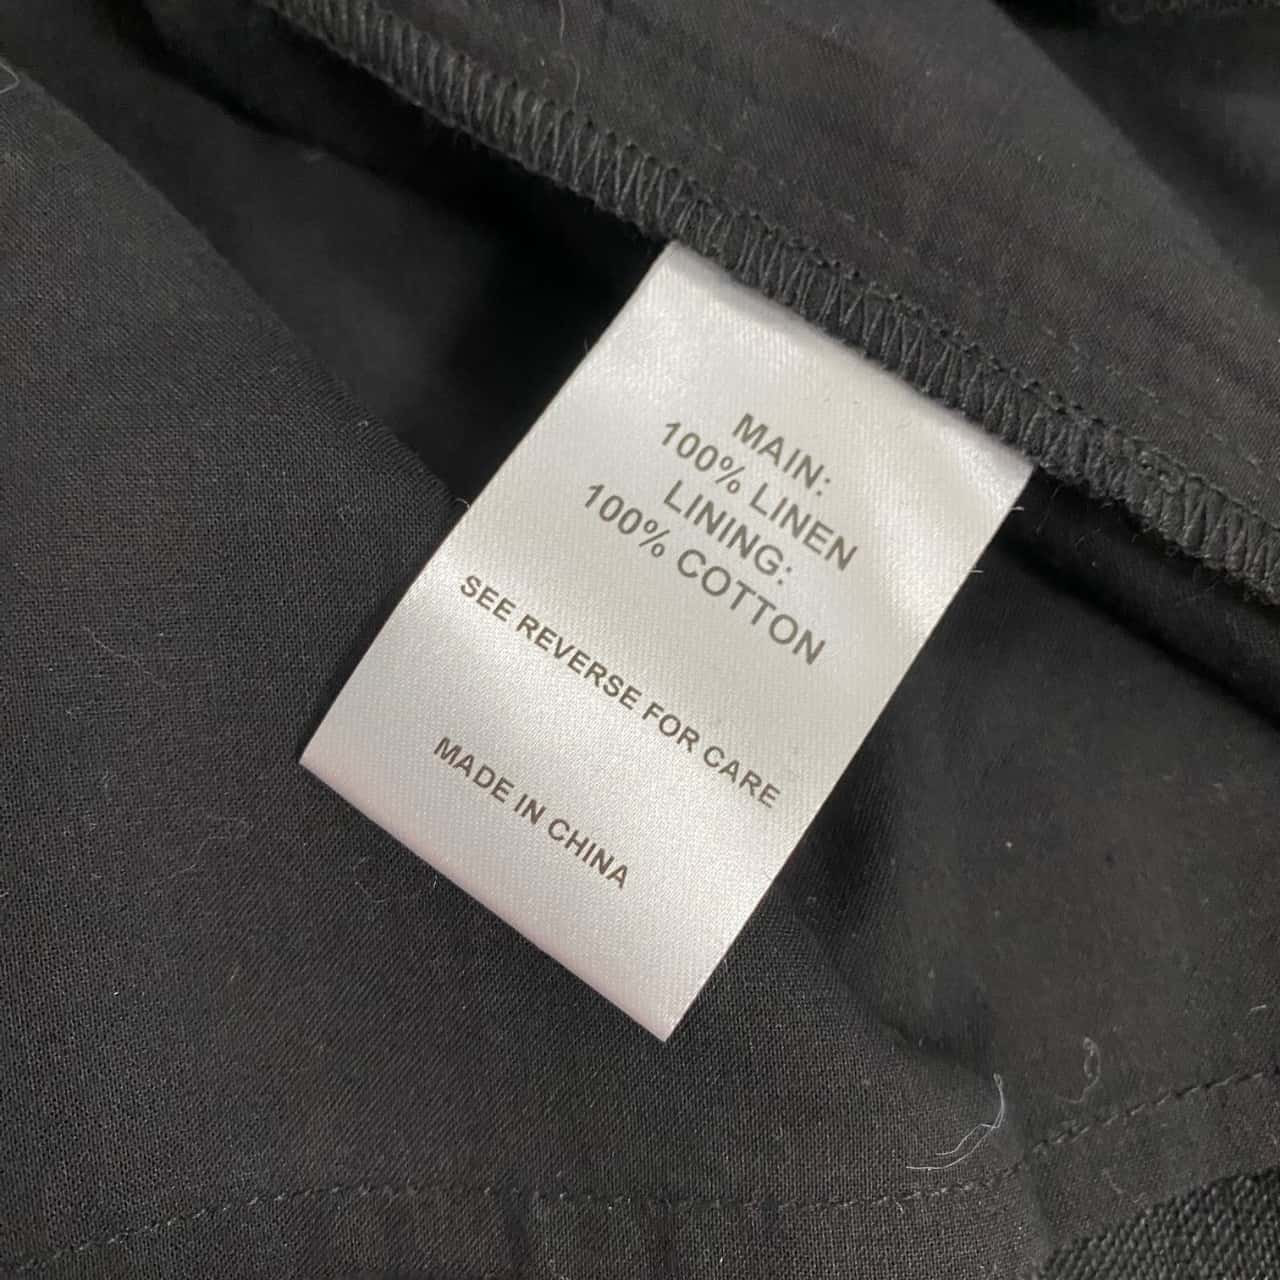 MAIN:
100% LINEN
LINING:
100% COTTON
SEE REVERSE FOR CARE
MADE IN CHINA